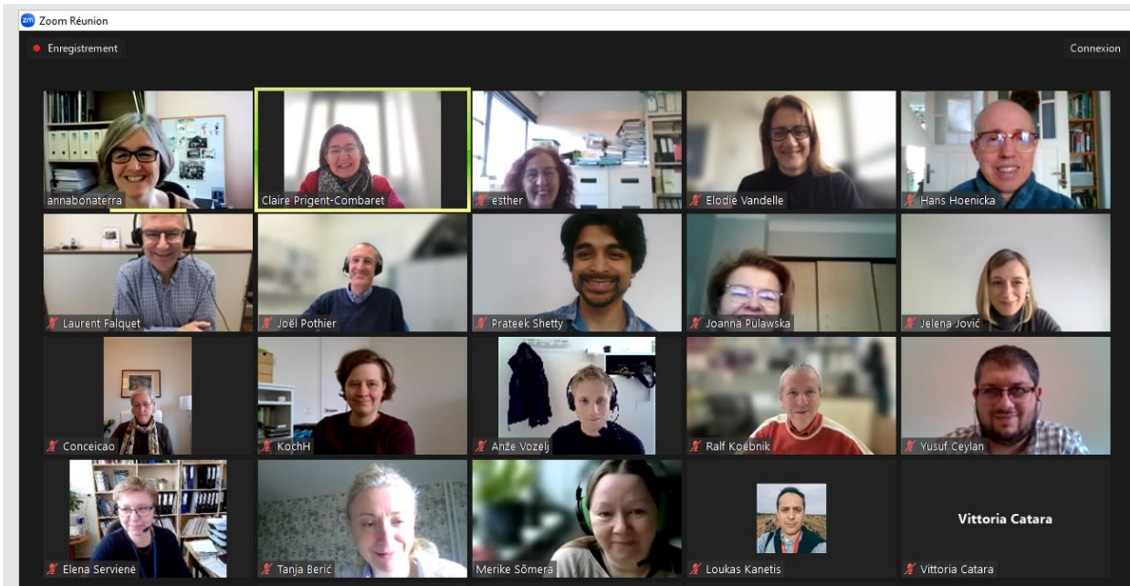 zm Zoom Réunion
Enregistrement
Connexion
annabonaterra
Claire Prigent-Combaret
esther
Elodie Vandelle
Hans Hoenicka
Laurent Falquet
Joël Pothier
Prateek Shetty
Joanna Pulawska
Jelena Jović
Conceicao
KochH
Anže Vozelj
Ralf Koebnik
Yusuf Ceylan
Elena Servienė
Tanja Berić
Merike Sõmera
Loukas Kanetis
Vittoria Catara
Vittoria Catara